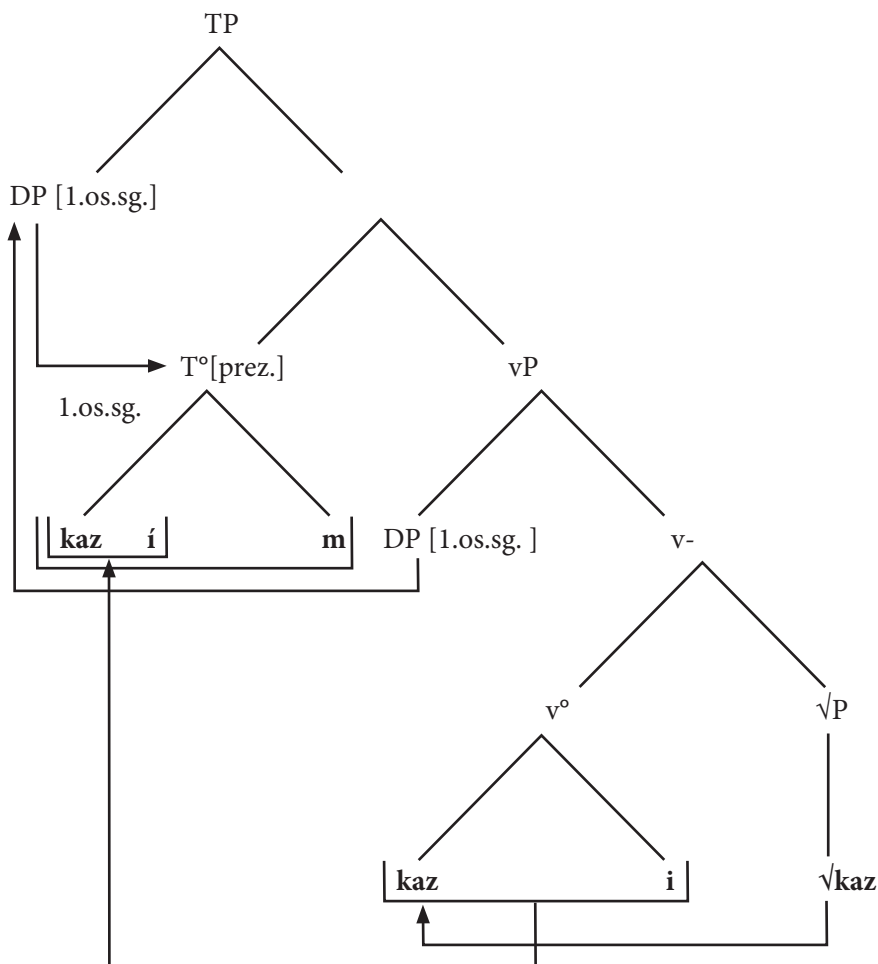 TP
DP [1.os.sg.]
T°[prez.] vP
1.os.sg.
kaz í m DP [1.os.sg. ] v-
v° √P
kaz i √kaz